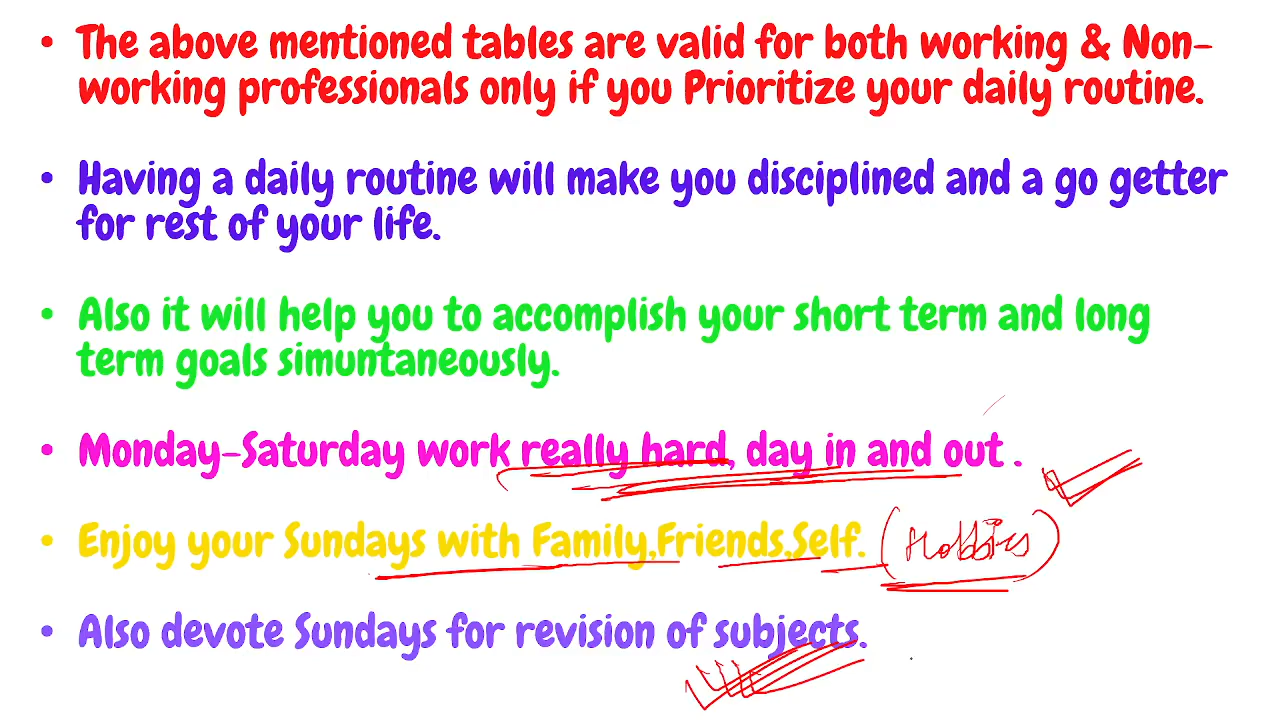 • The above mentioned tables are valid for both working & Non-
working professionals only if you Prioritize your daily routine.
• Having a daily routine will make you disciplined and a go getter
for rest of your life.
• Also it will help you to accomplish your short term and long
term goals simuntaneously.
• Monday-Saturday work really hard, day in and out .
• Enjoy your Sundays with Family,Friends,Self. (Hobbies)
• Also devote Sundays for revision of subjects.